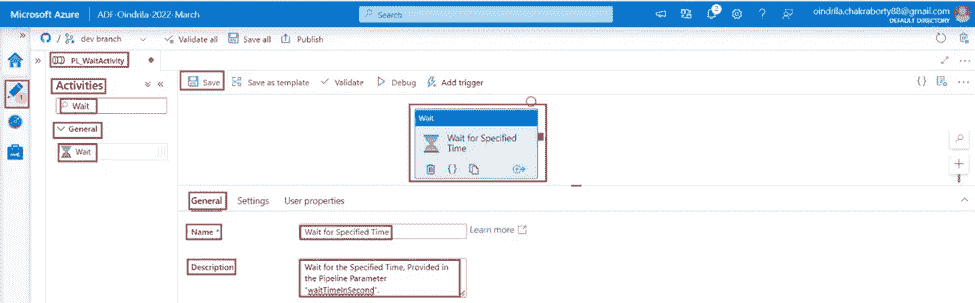 Microsoft Azure ADF-Oindrila-2022-March Search 2 oindrila.chakraborty88@gmail.com
DEFAULT DIRECTORY
dev branch Validate all Save all Publish
PL_WaitActivity
Activities Save Save as template Validate Debug Add trigger {}
Wait
General
Wait
Wait
Wait for Specified
Time
{}
General Settings User properties
Name * Wait for Specified Time Learn more
Description Wait for the Specified Time, Provided in
the Pipeline Parameter
"waitTimeInSecond".